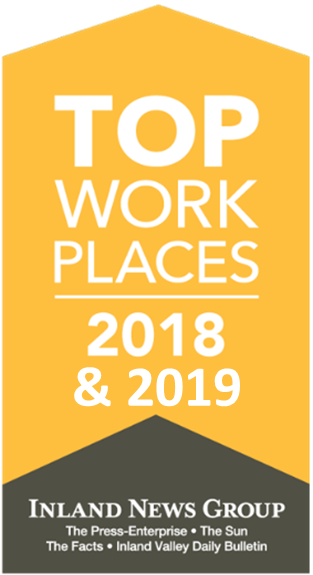 TOP
WORK
PLACES
2018
& 2019
INLAND NEWS GROUP
The Press-Enterprise • The Sun
The Facts • Inland Valley Daily Bulletin